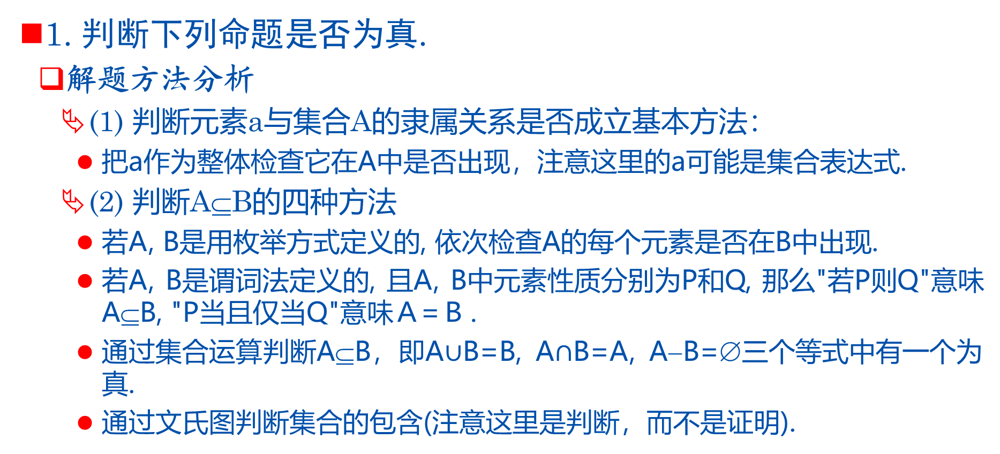 1. 判断下列命题是否为真.
解题方法分析
(1) 判断元素a与集合A的隶属关系是否成立基本方法：
把a作为整体检查它在A中是否出现，注意这里的a可能是集合表达式.
(2) 判断A⊆B的四种方法
若A, B是用枚举方式定义的, 依次检查A的每个元素是否在B中出现.
若A, B是谓词法定义的, 且A, B中元素性质分别为P和Q, 那么"若P则Q"意味
A⊆B, "P当且仅当Q"意味A = B .
通过集合运算判断A⊆B，即A∪B=B, A∩B=A, A−B=∅三个等式中有一个为
真.
通过文氏图判断集合的包含(注意这里是判断，而不是证明).